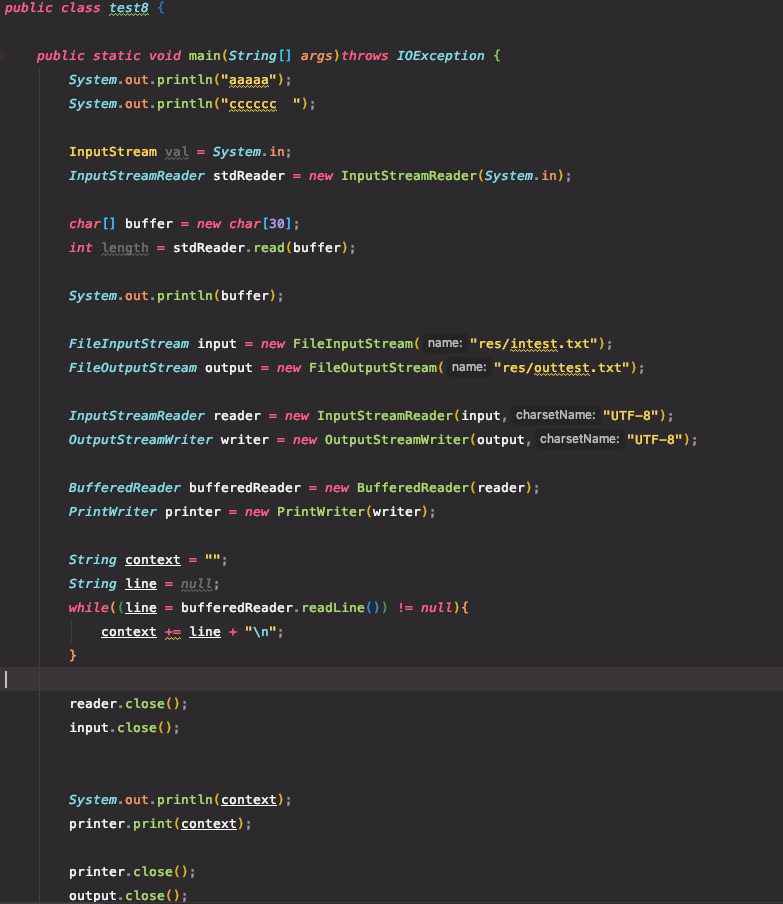 public class test8 {
public static void main(String[] args)throws IOException {
System.out.println("aaaaa");
System.out.println("cccccc  ");
InputStream val = System.in;
InputStreamReader stdReader = new InputStreamReader(System.in);
char[] buffer = new char[30];
int length = stdReader.read(buffer);
System.out.println(buffer);
FileInputStream input = new FileInputStream( name: "res/intest.txt");
FileOutputStream output = new FileOutputStream( name: "res/outtest.txt");
InputStreamReader reader = new InputStreamReader(input, charsetName: "UTF-8");
OutputStreamWriter writer = new OutputStreamWriter(output, charsetName: "UTF-8");
BufferedReader bufferedReader = new BufferedReader(reader);
PrintWriter printer = new PrintWriter(writer);
String context = "";
String line = null;
while((line = bufferedReader.readLine()) != null){
context += line + "\n";
}
reader.close();
input.close();
System.out.println(context);
printer.print(context);
printer.close();
output.close();